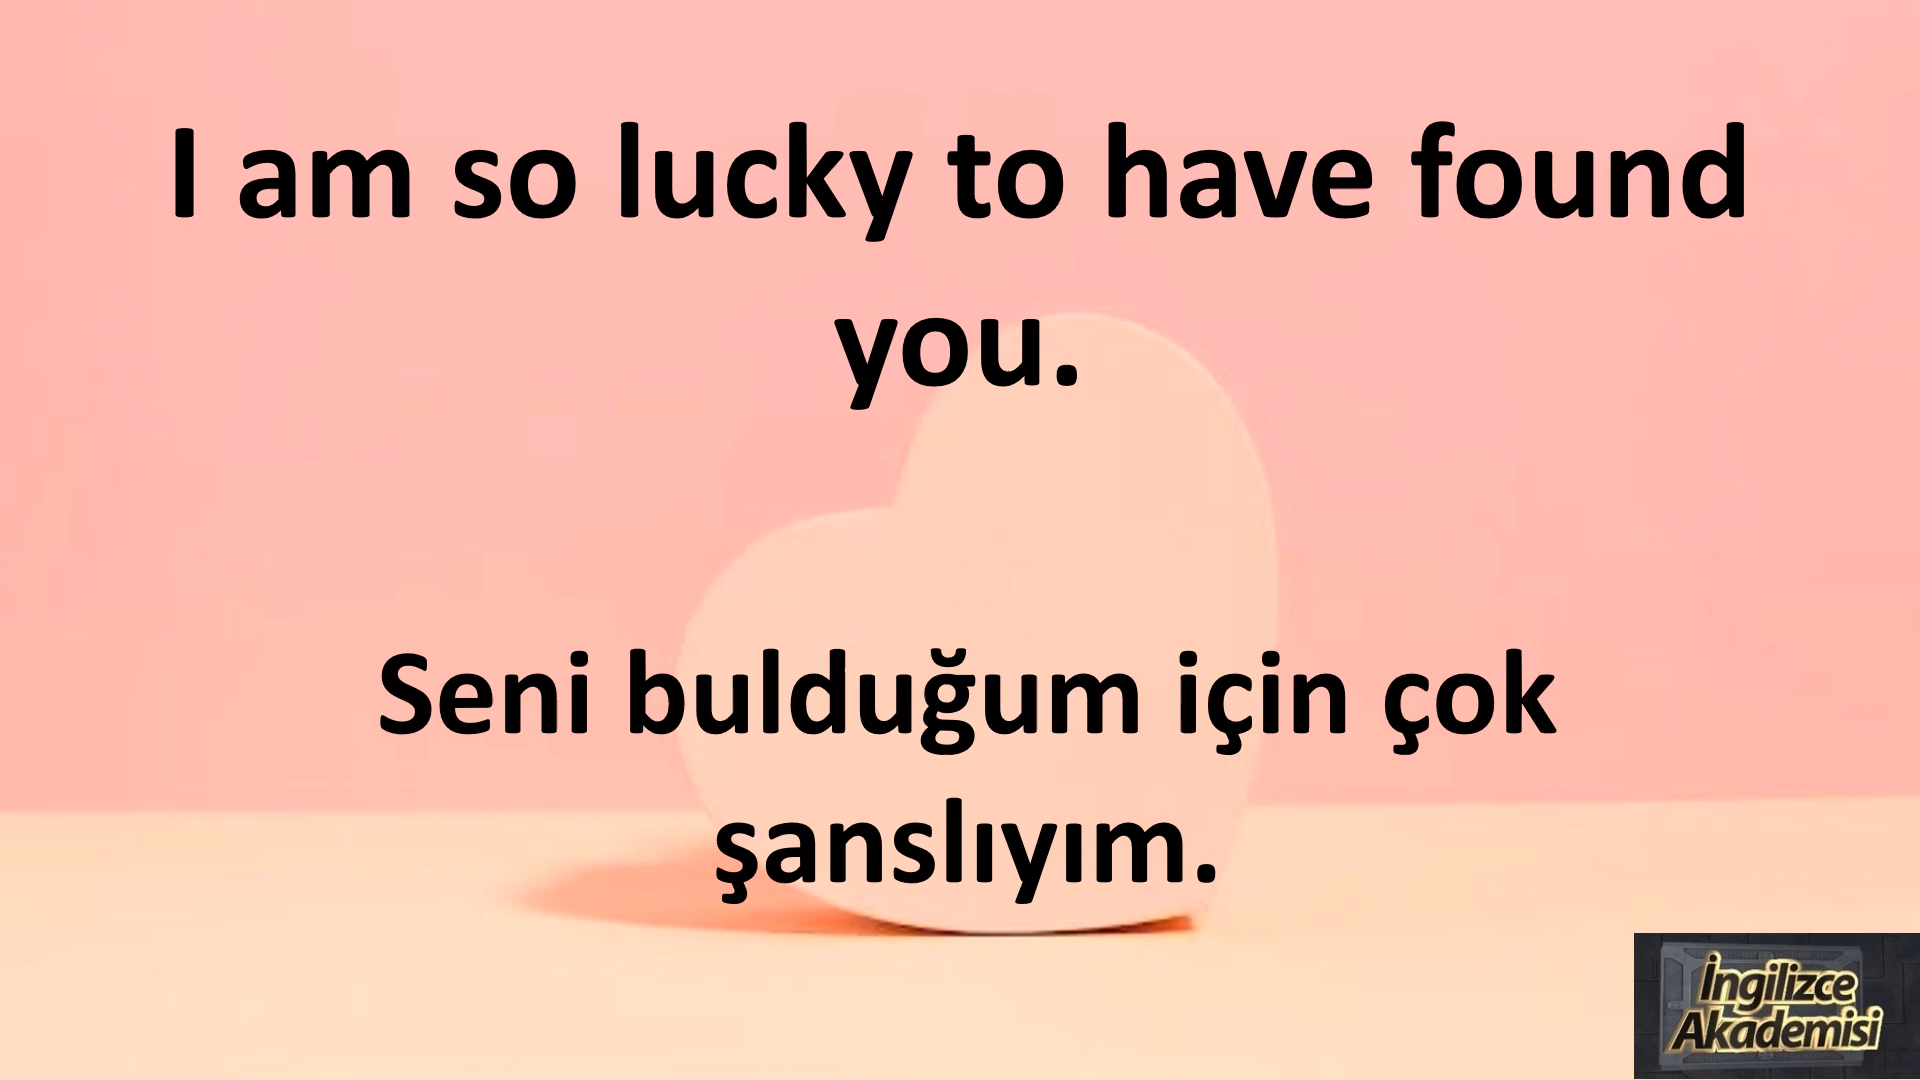 I am so lucky to have found
you.
Seni bulduğum için çok
şanslıyım.
İngilizce
Akademisi